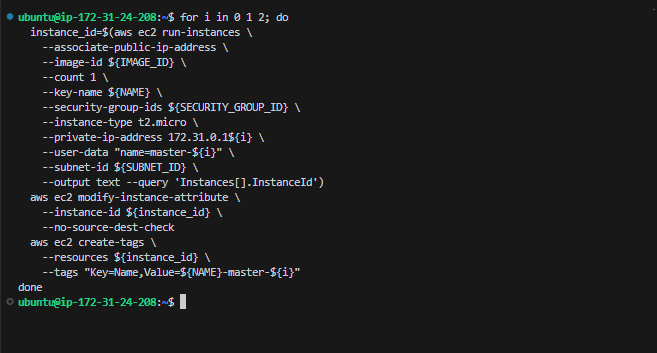 ubuntu@ip-172-31-24-208:~$ for i in 0 1 2; do
  instance_id=$(aws ec2 run-instances \
    --associate-public-ip-address \
    --image-id ${IMAGE_ID} \
    --count 1 \
    --key-name ${NAME} \
    --security-group-ids ${SECURITY_GROUP_ID} \
    --instance-type t2.micro \
    --private-ip-address 172.31.0.1${i} \
    --user-data "name=master-${i}" \
    --subnet-id ${SUBNET_ID} \
    --output text --query 'Instances[].InstanceId')
  aws ec2 modify-instance-attribute \
    --instance-id ${instance_id} \
    --no-source-dest-check
  aws ec2 create-tags \
    --resources ${instance_id} \
    --tags "Key=Name,Value=${NAME}-master-${i}"
done
ubuntu@ip-172-31-24-208:~$